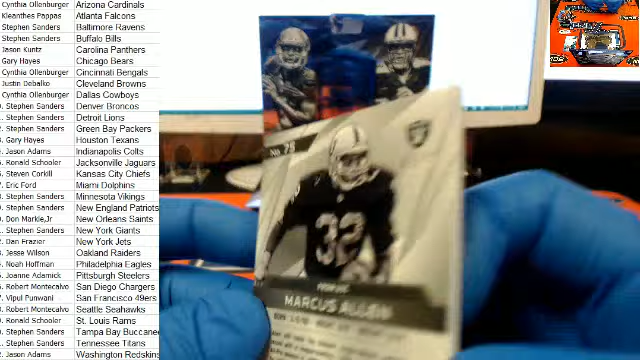 Cynthia Ollenburger Arizona Cardinals
Kleanthes Pappas Atlanta Falcons
Stephen Sanders Baltimore Ravens
Stephen Sanders Buffalo Bills
Jason Kuntz Carolina Panthers
Gary Hayes Chicago Bears
Cynthia Ollenburger Cincinnati Bengals
Justin Debalko Cleveland Browns
Cynthia Ollenburger Dallas Cowboys
Stephen Sanders Denver Broncos
Stephen Sanders Detroit Lions
Stephen Sanders Green Bay Packers
Gary Hayes Houston Texans
Jason Adams Indianapolis Colts
Ronald Schooler Jacksonville Jaguars
Steven Corkill Kansas City Chiefs
Eric Ford Miami Dolphins
Stephen Sanders Minnesota Vikings
Stephen Sanders New England Patriots
Don Markle,Jr New Orleans Saints
Stephen Sanders New York Giants
Dan Frazier New York Jets
Jesse Wilson Oakland Raiders
Noah Hoffman Philadelphia Eagles
Joanne Adamick Pittsburgh Steelers
Robert Montecalvo San Diego Chargers
Vipul Punwani San Francisco 49ers
Robert Montecalvo Seattle Seahawks
Ronald Schooler St. Louis Rams
Stephen Sanders Tampa Bay Buccanee
Stephen Sanders Tennessee Titans
Jason Adams Washington Redskins
No. 29
32
MARCUS ALLEN